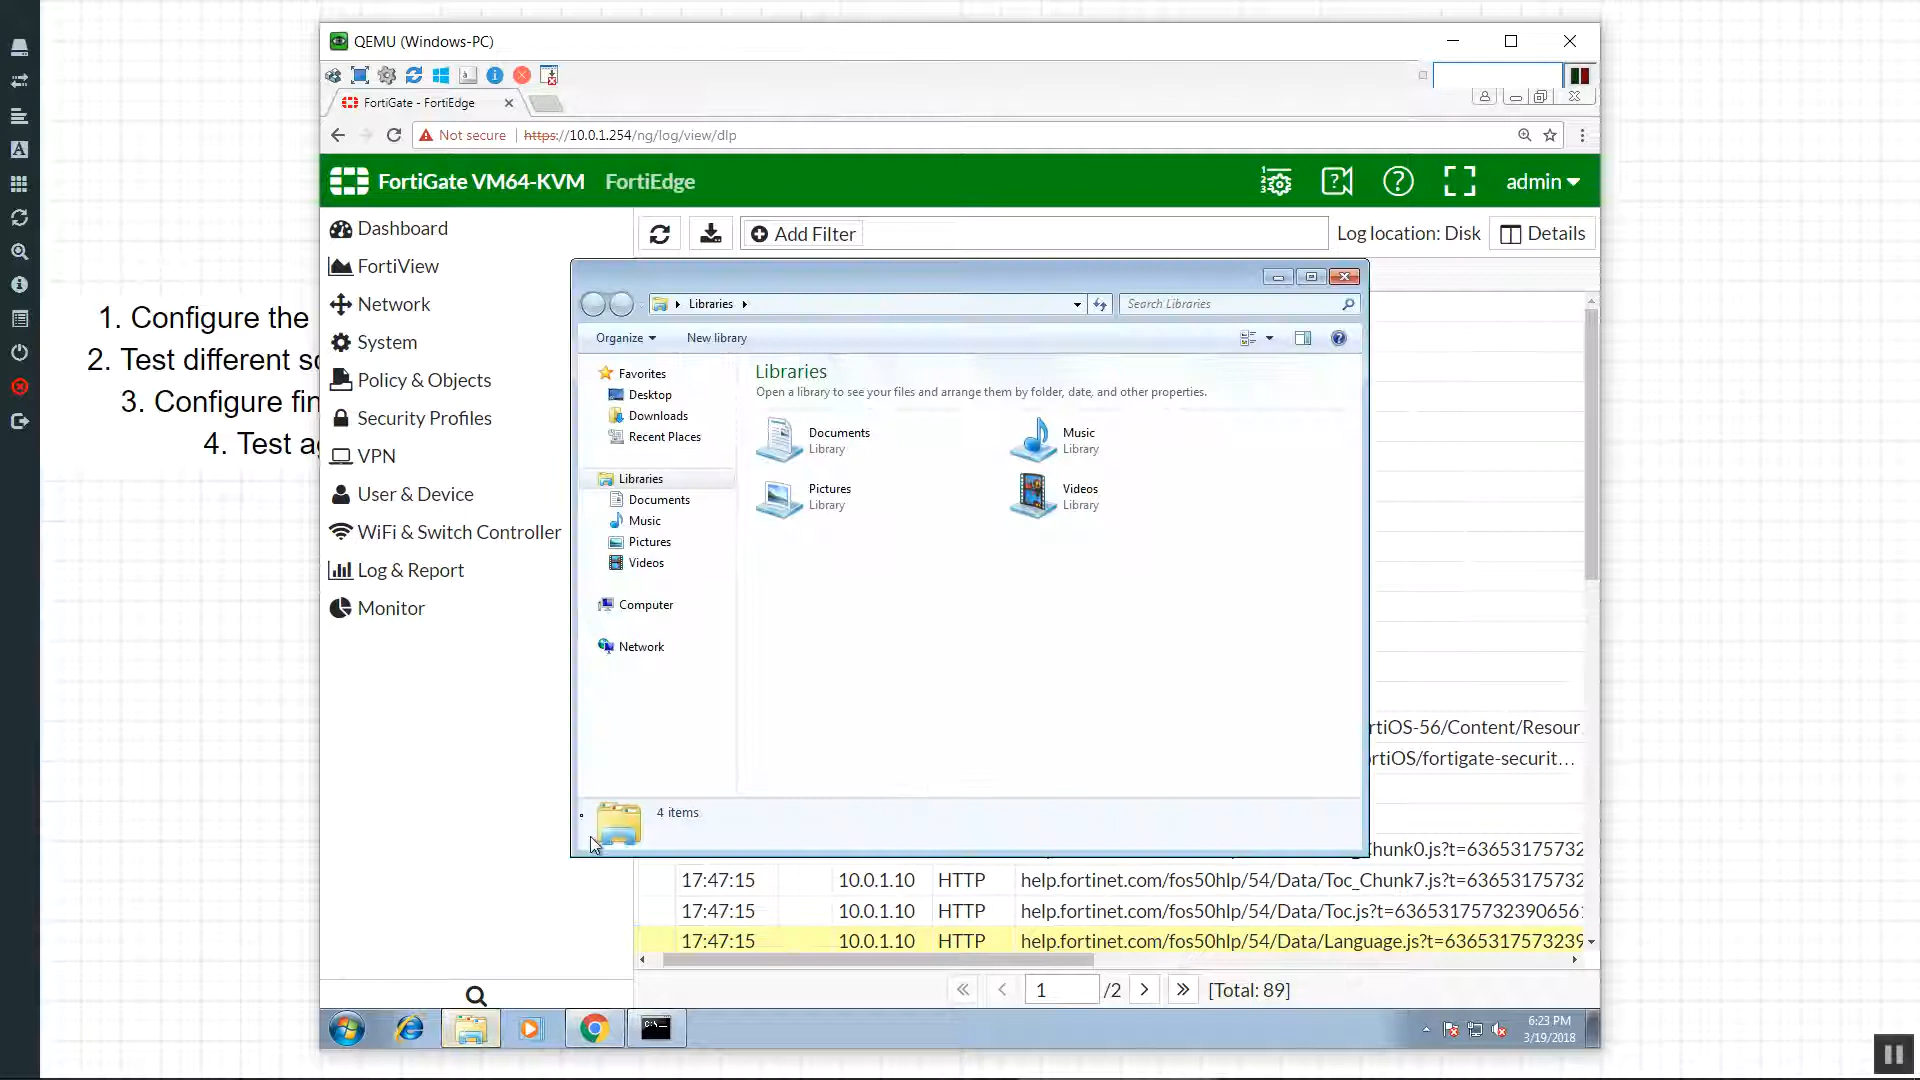 QEMU (Windows-PC)
FortiGate - FortiEdge
Not secure https://10.0.1.254/ng/log/view/dlp
FortiGate VM64-KVM FortiEdge admin
1. Configure the
2. Test different sc
3. Configure fin
4. Test ag
Dashboard
FortiView
Network
System
Policy & Objects
Security Profiles
VPN
User & Device
WiFi & Switch Controller
Log & Report
Monitor
Add Filter Log location: Disk Details
Libraries Search Libraries
Organize New library
Favorites
Desktop
Downloads
Recent Places
Libraries
Documents
Music
Pictures
Videos
Computer
Network
Libraries
Open a library to see your files and arrange them by folder, date, and other properties.
Documents
Library
Music
Library
Pictures
Library
Videos
Library
4 items
rtiOS-56/Content/Resour
rtiOS/fortigate-securit...
hunk0.js?t=63653175732
17:47:15 10.0.1.10 HTTP help.fortinet.com/fos50hlp/54/Data/Toc_Chunk7.js?t=63653175732
17:47:15 10.0.1.10 HTTP help.fortinet.com/fos50hlp/54/Data/Toc.js?t=63653175732390656
17:47:15 10.0.1.10 HTTP help.fortinet.com/fos50hlp/54/Data/Language.js?t=6365317573239
1 /2 [Total: 89]
6:23 PM
3/19/2018